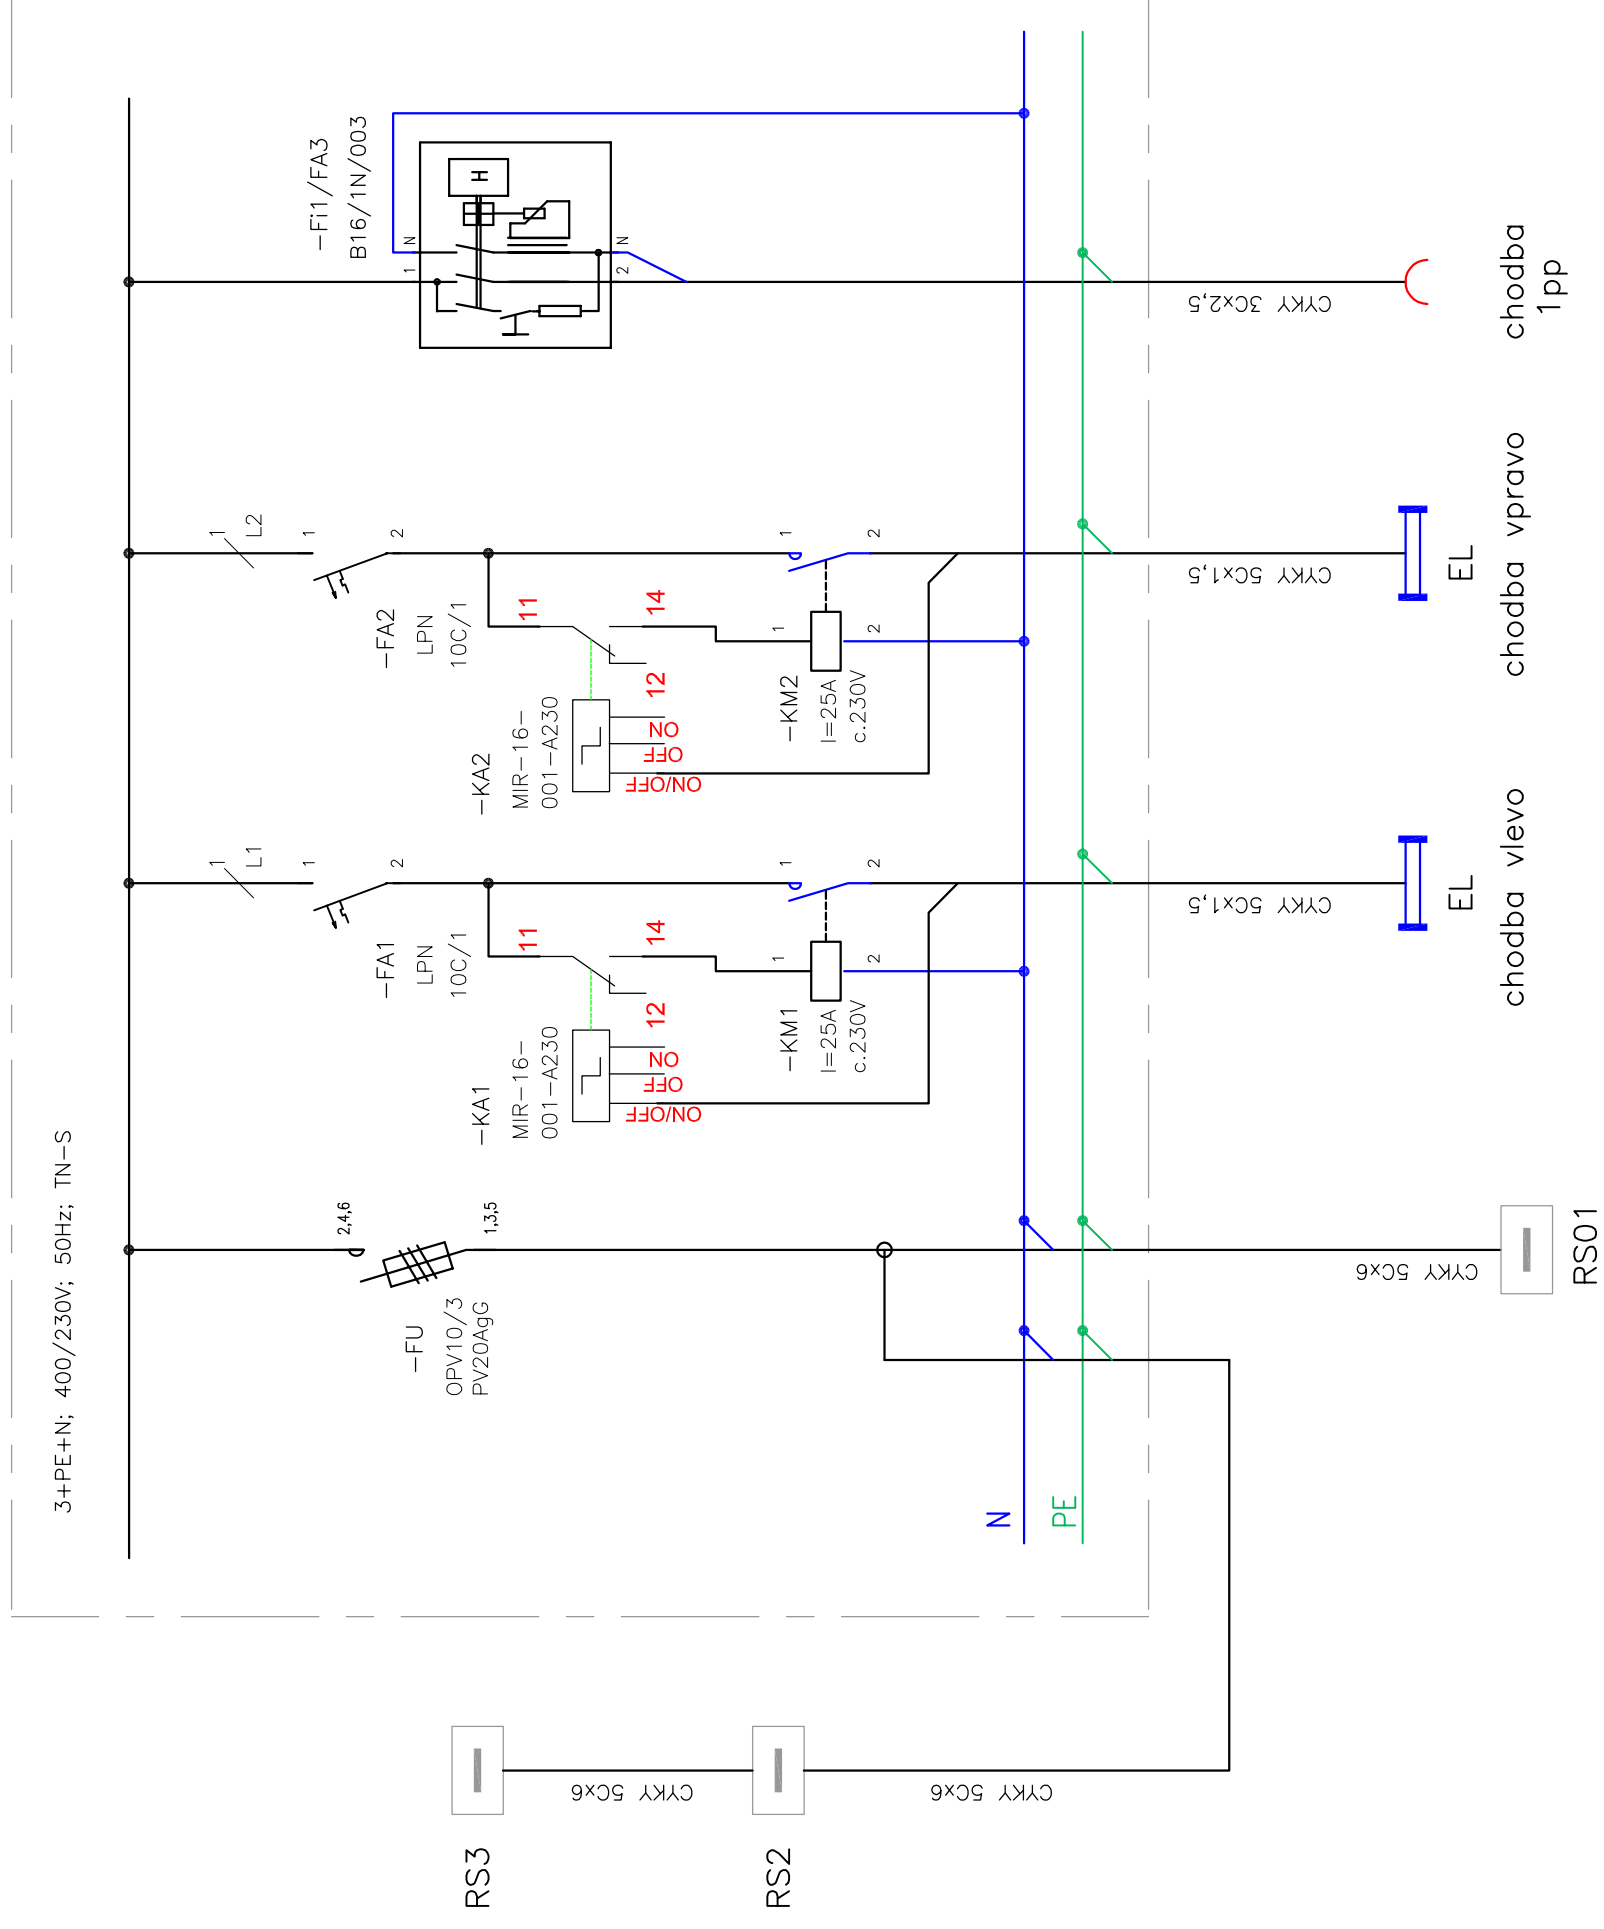 3+PE+N; 400/230V; 50Hz; TN-S
-FU
OPV10/3
PV20AgG
2,4,6
1,3,5
1
L1
1
2
-FA1
LPN
10C/1
11
14
12
-KA1
MIR-16-
001-A230
ON
OFF
ON/OFF
-KM1
I=25A
c.230V
1
2
1
2
1
L2
1
2
-FA2
LPN
10C/1
11
14
12
-KA2
MIR-16-
001-A230
ON
OFF
ON/OFF
-KM2
I=25A
c.230V
1
2
1
2
-Fi1/FA3
B16/1N/003
1
N
H
2
N
N
PE
CYKY 5Cx6
CYKY 5Cx1,5
CYKY 5Cx1,5
CYKY 3Cx2,5
RS01
EL
chodba vlevo
EL
chodba vpravo
chodba
1pp
RS3
CYKY 5Cx6
RS2
CYKY 5Cx6